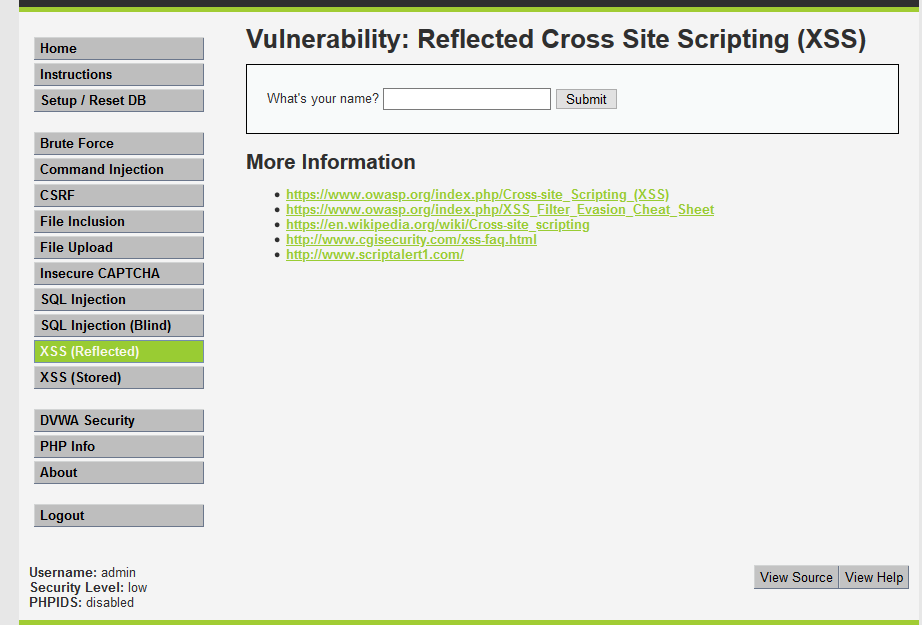 Home
Instructions
Setup / Reset DB
Brute Force
Command Injection
CSRF
File Inclusion
File Upload
Insecure CAPTCHA
SQL Injection
SQL Injection (Blind)
XSS (Reflected)
XSS (Stored)
DVWA Security
PHP Info
About
Logout
Vulnerability: Reflected Cross Site Scripting (XSS)
What's your name? Submit
More Information
https://www.owasp.org/index.php/Cross-site_Scripting_(XSS)
https://www.owasp.org/index.php/XSS_Filter_Evasion_Cheat_Sheet
https://en.wikipedia.org/wiki/Cross-site_scripting
http://www.cgisecurity.com/xss-faq.html
http://www.scriptalert1.com/
Username: admin
Security Level: low
PHPIDS: disabled
View Source View Help